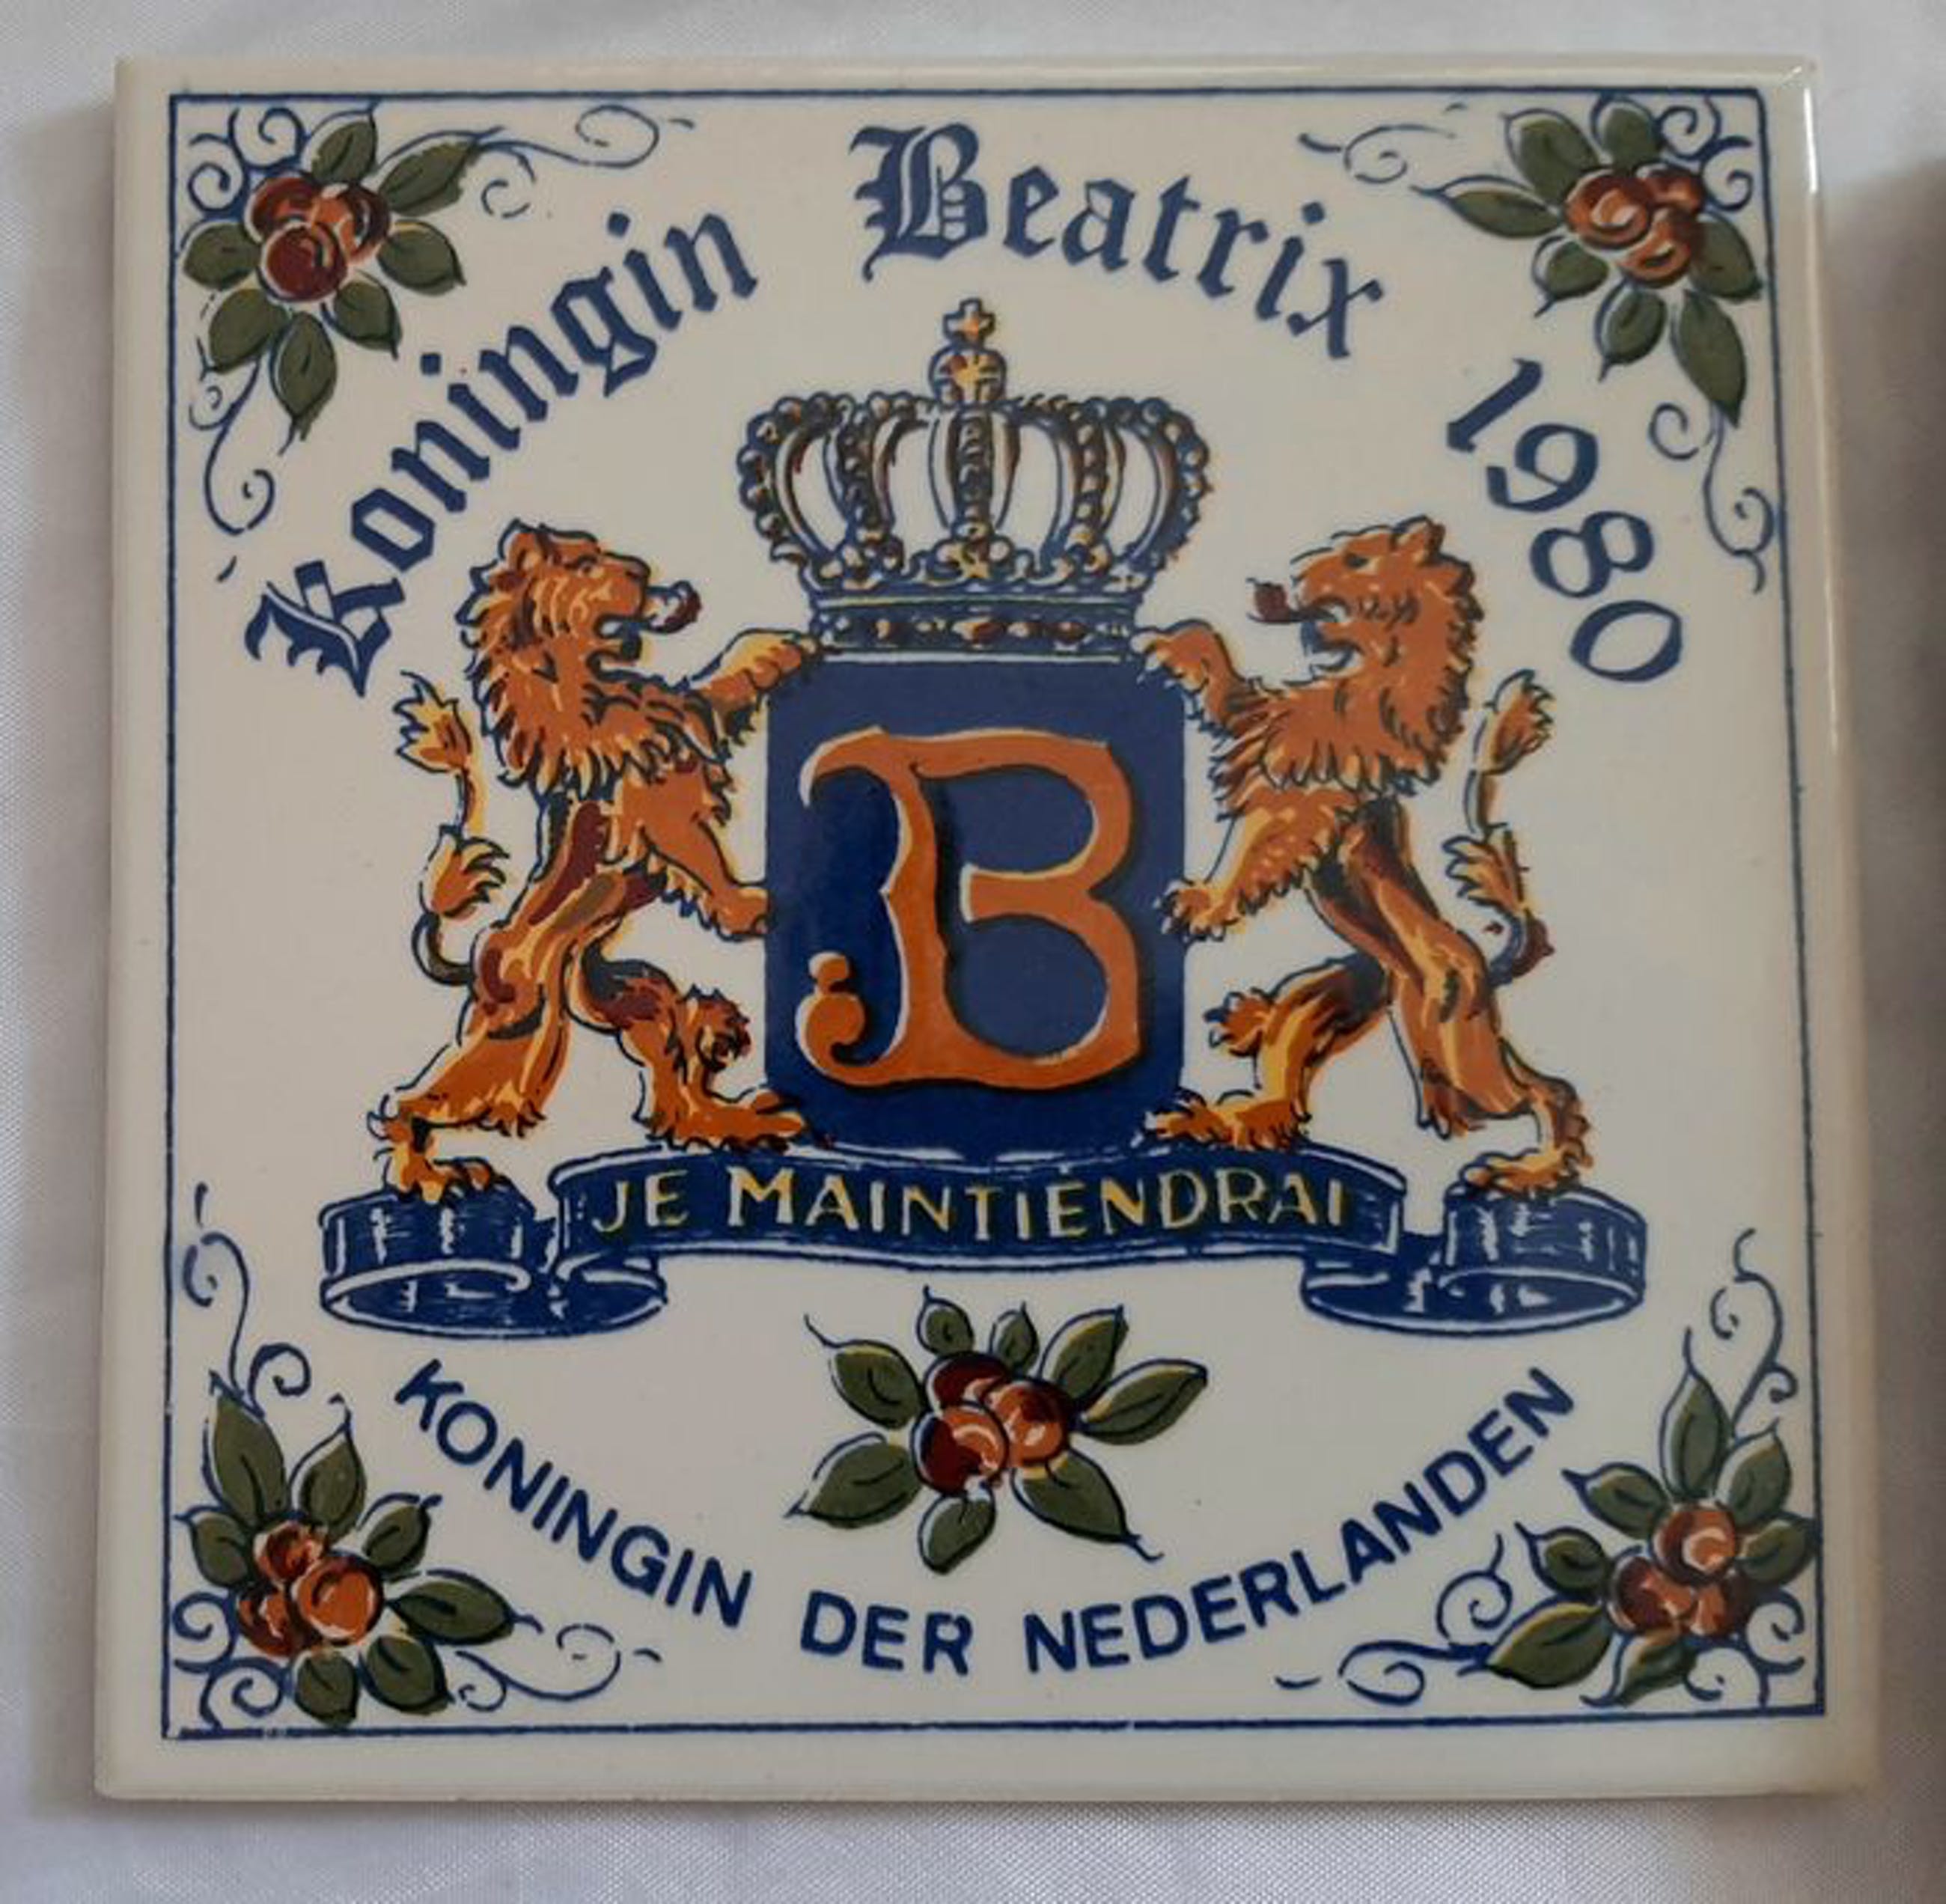 Koningin Beatrix 1980
B
JE MAINTIENDRAI
KONINGIN DER NEDERLANDEN